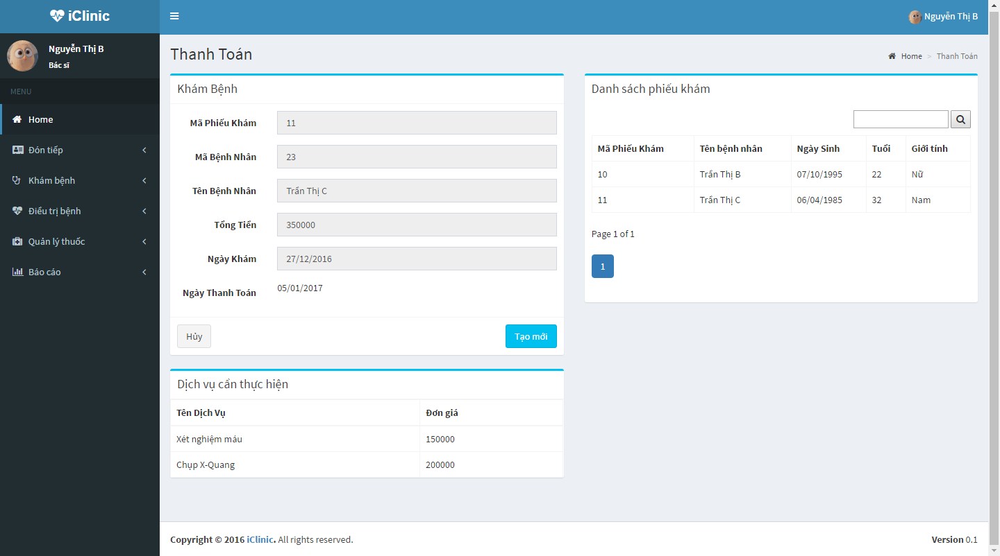 iClinic
Nguyễn Thị B
Nguyễn Thị B
Bác sĩ
MENU
Home
Đón tiếp
Khám bệnh
Điều trị bệnh
Quản lý thuốc
Báo cáo
Thanh Toán
Home > Thanh Toán
Khám Bệnh
Mã Phiếu Khám 11
Mã Bệnh Nhân 23
Tên Bệnh Nhân Trần Thị C
Tổng Tiền 350000
Ngày Khám 27/12/2016
Ngày Thanh Toán 05/01/2017
Hủy Tạo mới
Dịch vụ cần thực hiện
Tên Dịch Vụ Đơn giá
Xét nghiệm máu 150000
Chụp X-Quang 200000
Danh sách phiếu khám
Mã Phiếu Khám Tên bệnh nhân Ngày Sinh Tuổi Giới tính
10 Trần Thị B 07/10/1995 22 Nữ
11 Trần Thị C 06/04/1985 32 Nam
Page 1 of 1
1
Copyright © 2016 iClinic. All rights reserved.
Version 0.1